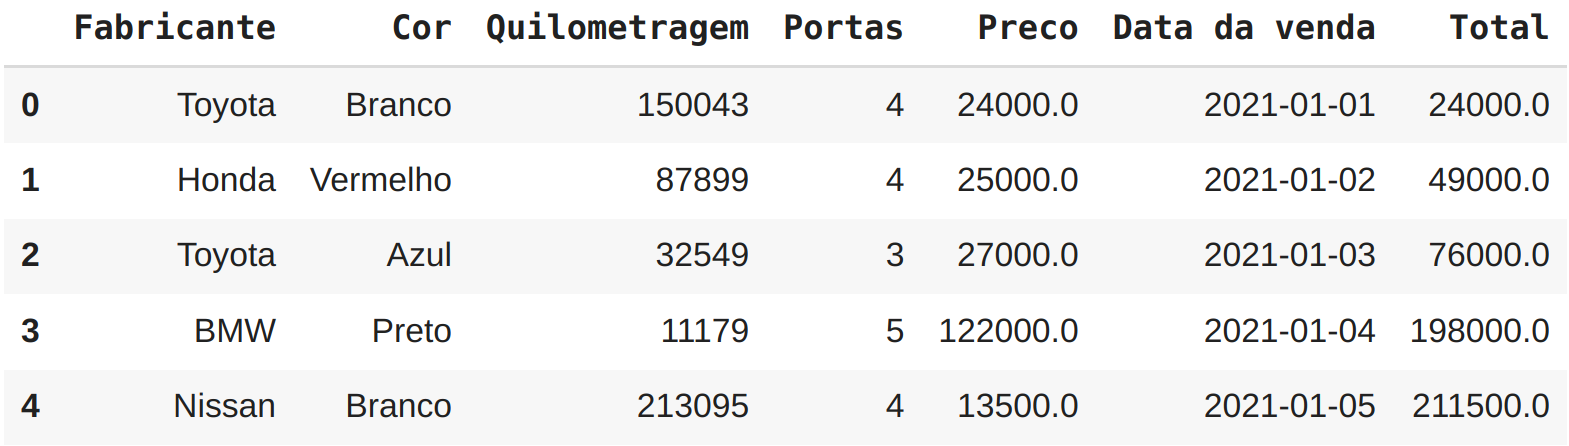 Fabricante Cor Quilometragem Portas Preco Data da venda Total
0 Toyota Branco 150043 4 24000.0 2021-01-01 24000.0
1 Honda Vermelho 87899 4 25000.0 2021-01-02 49000.0
2 Toyota Azul 32549 3 27000.0 2021-01-03 76000.0
3 BMW Preto 11179 5 122000.0 2021-01-04 198000.0
4 Nissan Branco 213095 4 13500.0 2021-01-05 211500.0